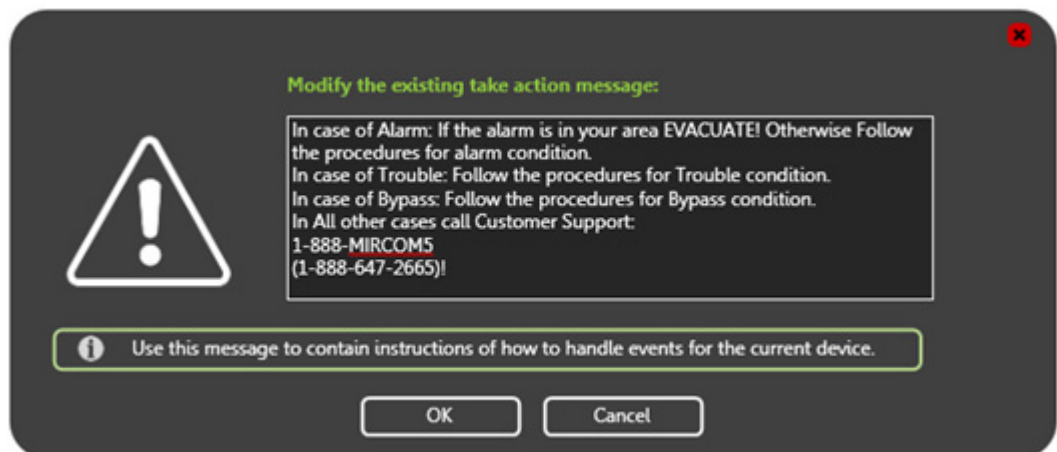 Modify the existing take action message:
In case of Alarm: If the alarm is in your area EVACUATE! Otherwise Follow
the procedures for alarm condition.
In case of Trouble: Follow the procedures for Trouble condition.
In case of Bypass: Follow the procedures for Bypass condition.
In All other cases call Customer Support:
1-888-MIRCOM5
(1-888-647-2665)!
Use this message to contain instructions of how to handle events for the current device.
OK
Cancel